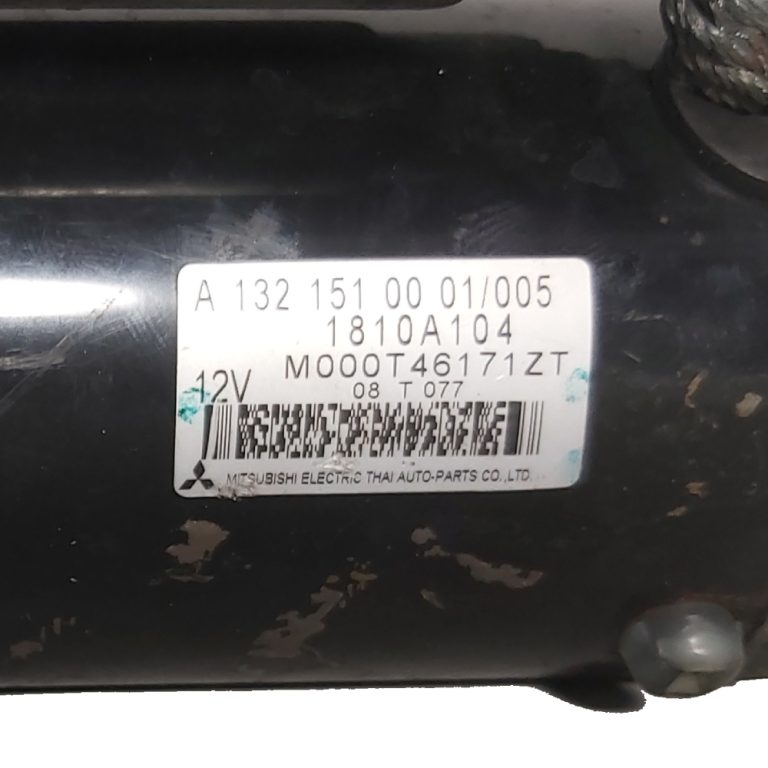 A 132 151 00 01/005
1810A104
M000T46171ZT
12V
08 T 077
MITSUBISHI ELECTRIC THAI AUTO-PARTS CO.,LTD.